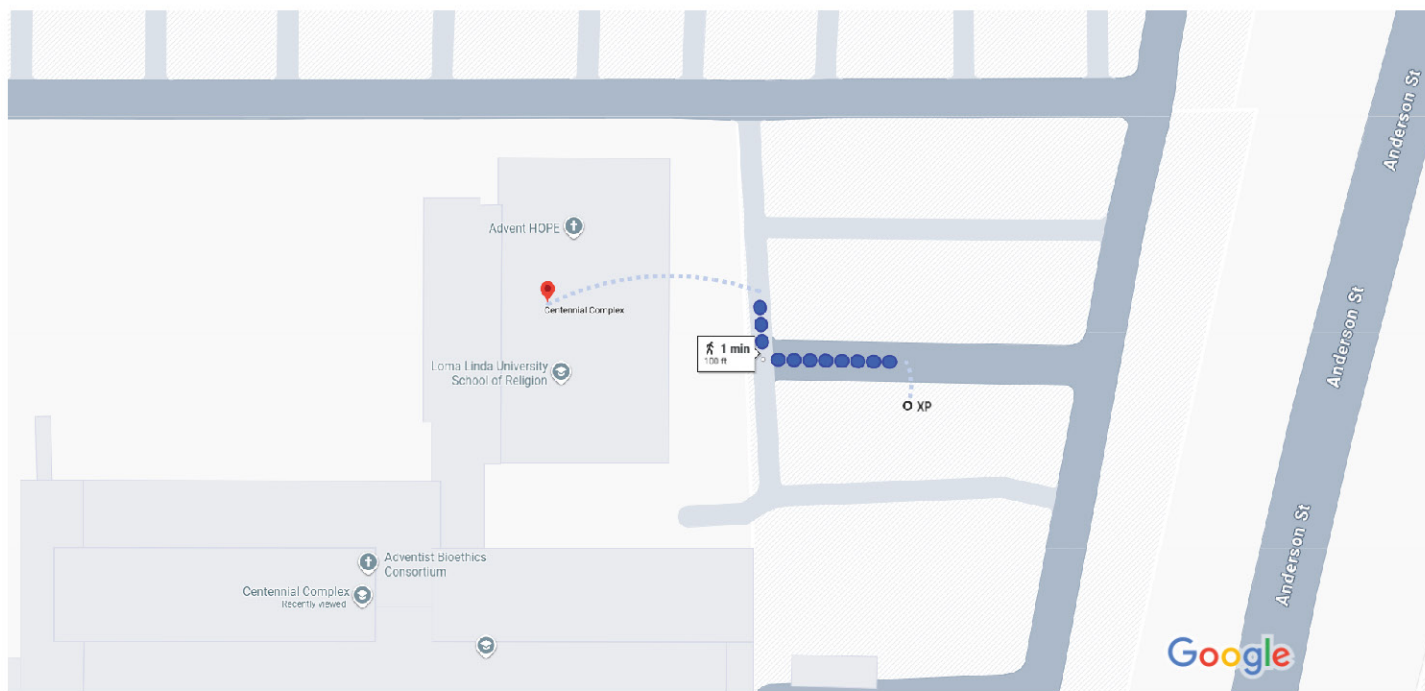 Anderson St
Advent HOPE
Centennial Complex
Anderson St
1 min
100 ft
Loma Linda University
School of Religion
XP
Anderson St
Adventist Bioethics
Consortium
Centennial Complex
Recently viewed
Google